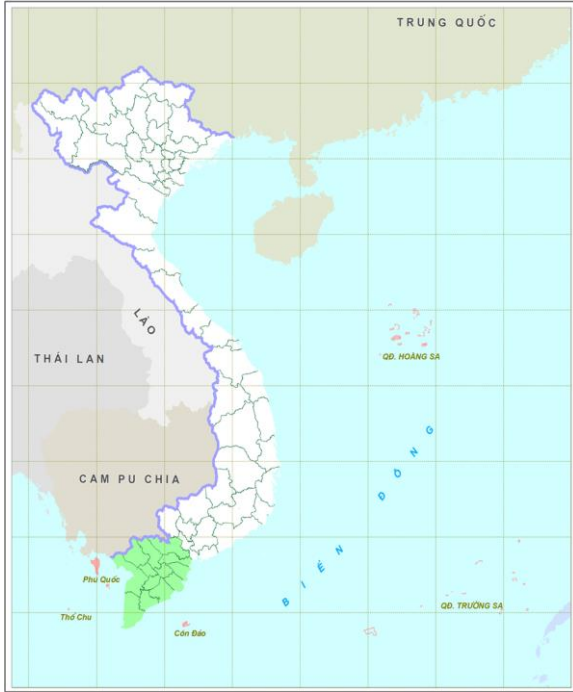 TRUNG QUỐC
LÀO
THÁI LAN
QĐ. HOÀNG SA
CAM PU CHIA
BIỂN ĐÔNG
Phú Quốc
Thổ Chu
Côn Đảo
QĐ. TRƯỜNG SA